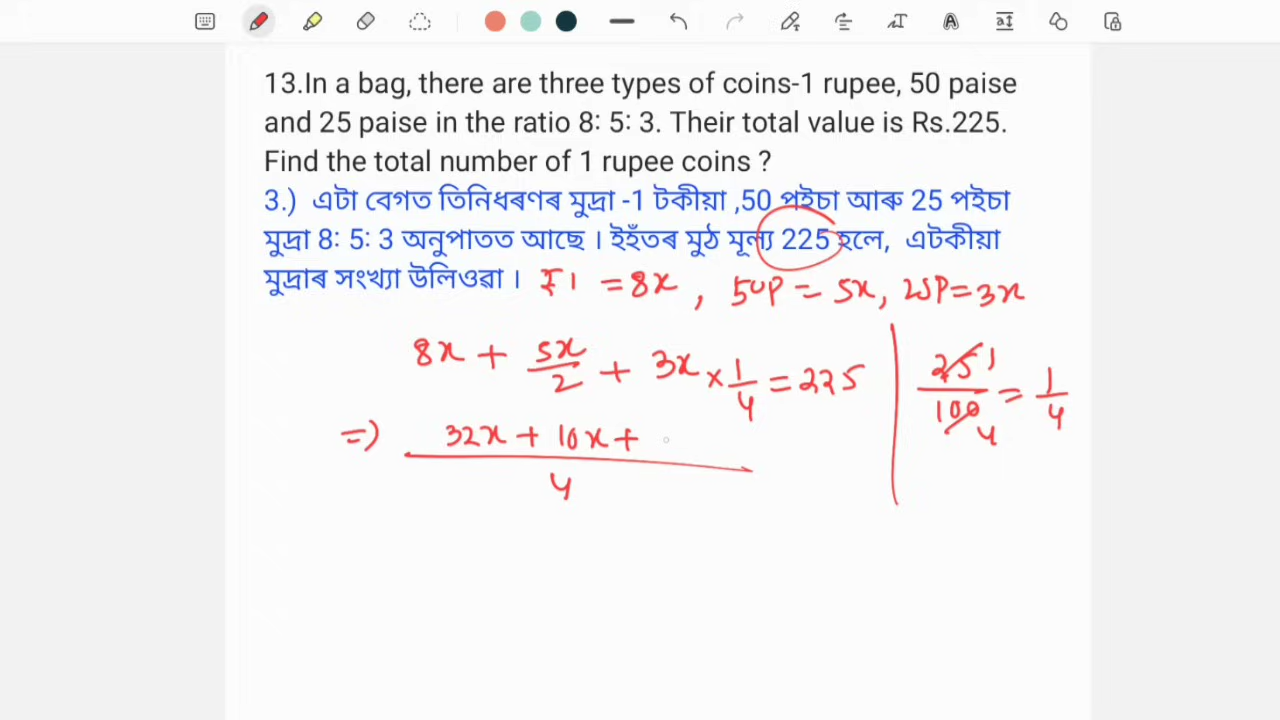 13.In a bag, there are three types of coins-1 rupee, 50 paise
and 25 paise in the ratio 8: 5: 3. Their total value is Rs.225.
Find the total number of 1 rupee coins ?
3.) এটা বেগত তিনিধৰণৰ মুদ্ৰা -1 টকীয়া ,50 পইচা আৰু 25 পইচা
মুদ্ৰা 8: 5: 3 অনুপাতত আছে । ইহঁতৰ মুঠ মূল্য 225 হলে, এটকীয়া
মুদ্ৰাৰ সংখ্যা উলিওৱা ।
₹1 = 8x, 50P = 5x, 25P = 3x
8x + 5x/2 + 3x × 1/4 = 225
25/100 1/4 = 1/4
=> 32x + 10x + / 4